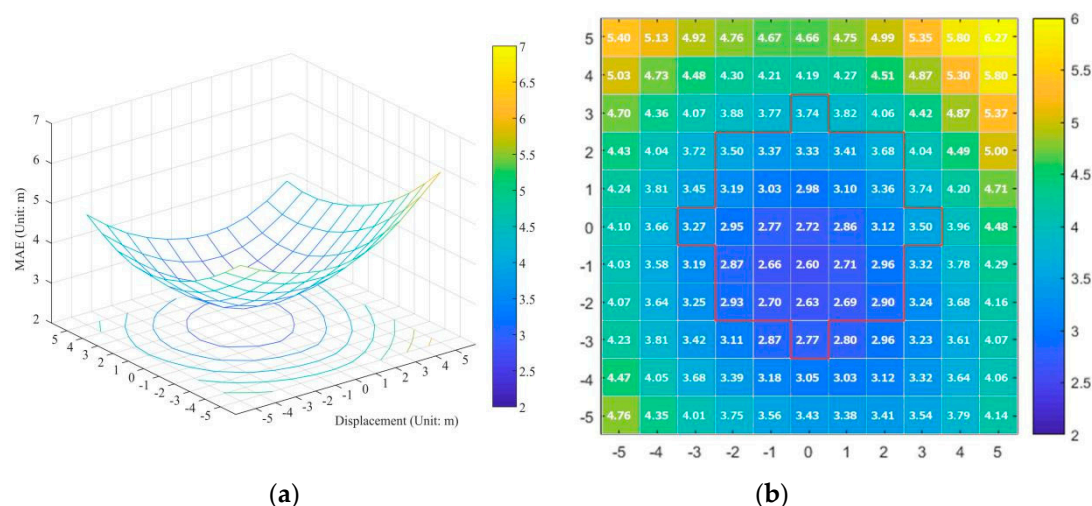 7
6
5
4
3
2
MAE (Unit: m)
5 4 3 2 1 0 -1 -2 -3 -4 -5
-5 -4 -3 -2 -1 0 1 2 3 4 5
Displacement (Unit: m)
7
6.5
6
5.5
5
4.5
4
3.5
3
2.5
2
(a)
5 5.40 5.13 4.92 4.76 4.67 4.66 4.75 4.99 5.35 5.80 6.27
4 5.03 4.73 4.48 4.30 4.21 4.19 4.27 4.51 4.87 5.30 5.80
3 4.70 4.36 4.07 3.88 3.77 3.74 3.82 4.06 4.42 4.87 5.37
2 4.43 4.04 3.72 3.50 3.37 3.33 3.41 3.68 4.04 4.49 5.00
1 4.24 3.81 3.45 3.19 3.03 2.98 3.10 3.36 3.74 4.20 4.71
0 4.10 3.66 3.27 2.95 2.77 2.72 2.86 3.12 3.50 3.96 4.48
-1 4.03 3.58 3.19 2.87 2.66 2.60 2.71 2.96 3.32 3.78 4.29
-2 4.07 3.64 3.25 2.93 2.70 2.63 2.69 2.90 3.24 3.68 4.16
-3 4.23 3.81 3.42 3.11 2.87 2.77 2.80 2.96 3.23 3.61 4.07
-4 4.47 4.05 3.68 3.39 3.18 3.05 3.03 3.12 3.32 3.64 4.06
-5 4.76 4.35 4.01 3.75 3.56 3.43 3.38 3.41 3.54 3.79 4.14
-5 -4 -3 -2 -1 0 1 2 3 4 5
6
5.5
5
4.5
4
3.5
3
2.5
2
(b)